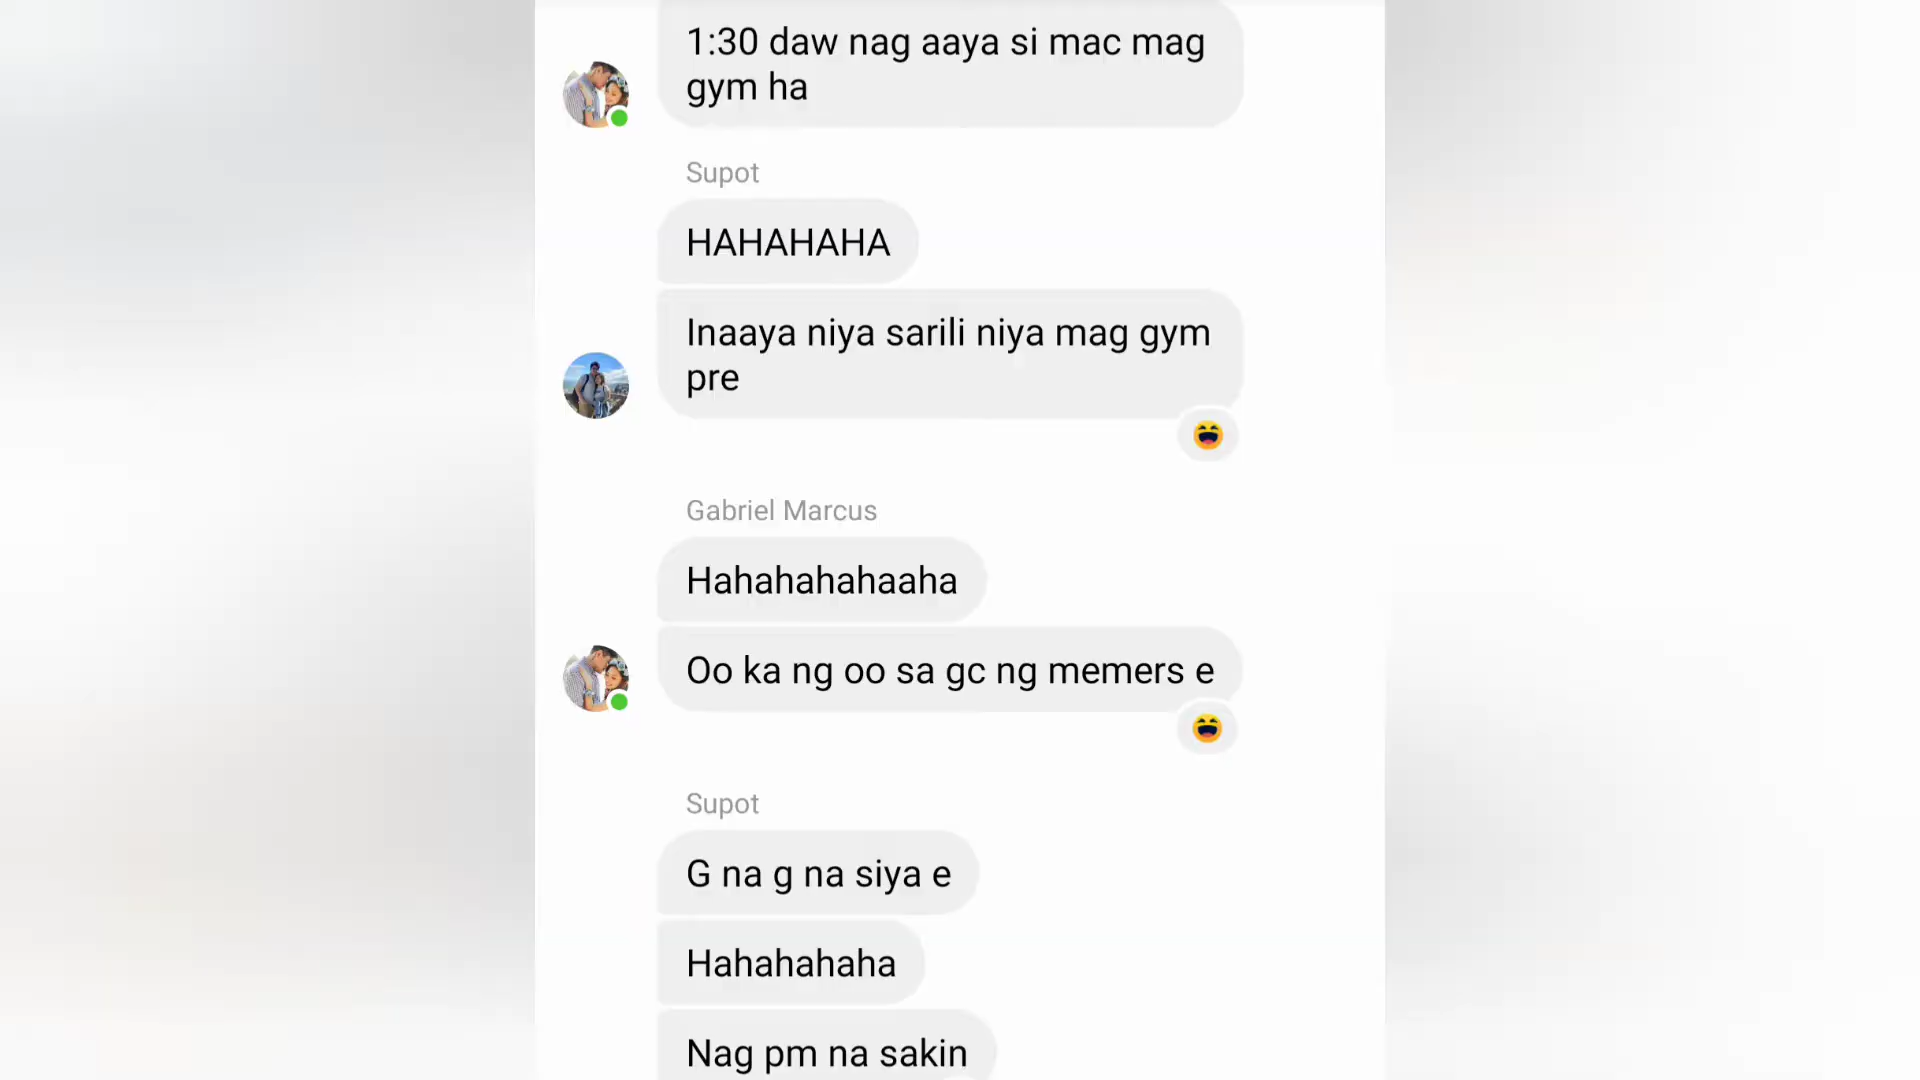 1:30 daw nag aaya si mac mag
gym ha
Supot
HAHAHAHA
Inaaya niya sarili niya mag gym
pre
Gabriel Marcus
Hahahahahaaha
Oo ka ng oo sa gc ng memers e
Supot
G na g na siya e
Hahahahaha
Nag pm na sakin